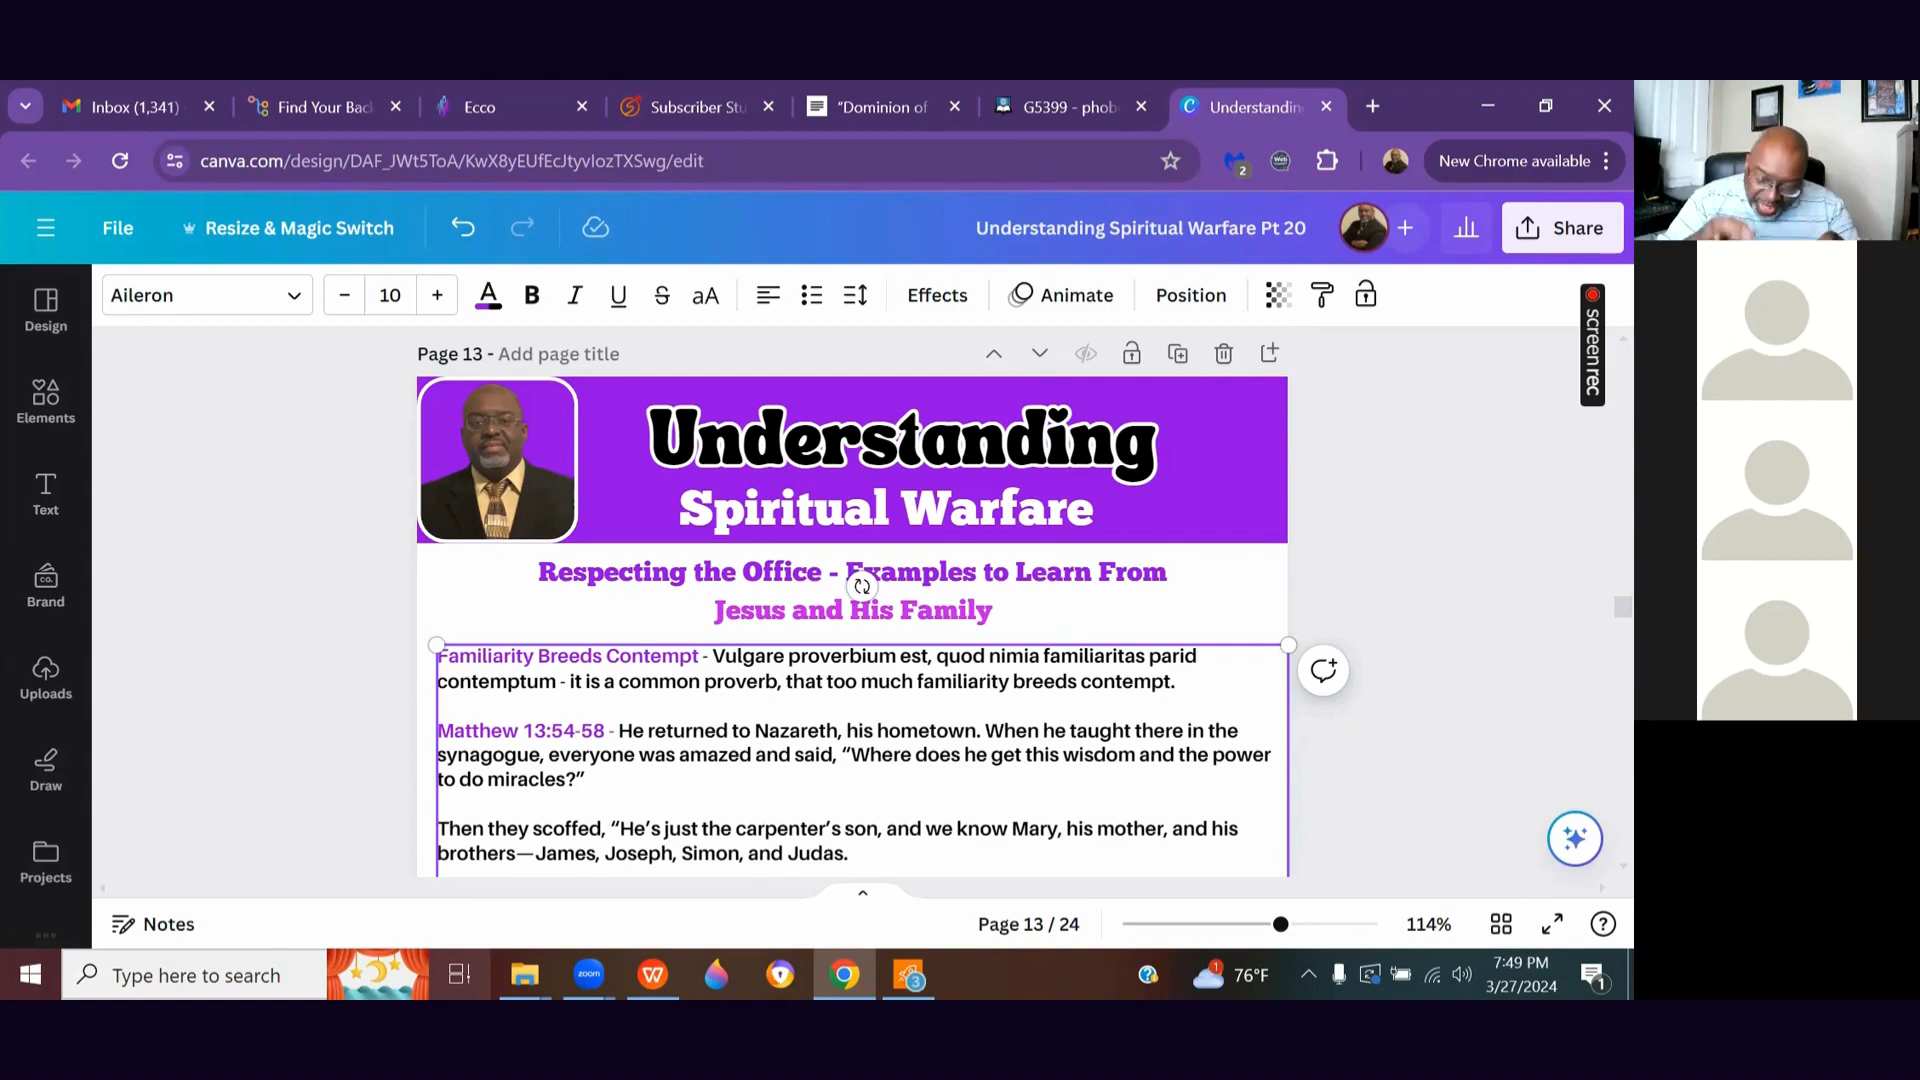 Inbox (1,341)
Find Your Bac
Ecco
Subscriber Stu
"Dominion of
G5399 - phob
Understandin
canva.com/design/DAF_JWt5ToA/KwX8yEUfEcJtyvIozTXSwg/edit
2
New Chrome available
File
Resize & Magic Switch
Understanding Spiritual Warfare Pt 20
Share
Aileron
10
A
B
I
U
S
aA
Effects
Animate
Position
screenrec
Design
Elements
Text
Brand
Uploads
Draw
Projects
Page 13 - Add page title
Understanding
Spiritual Warfare
Respecting the Office - Examples to Learn From
Jesus and His Family
Familiarity Breeds Contempt - Vulgare proverbium est, quod nimia familiaritas parid
contemptum - it is a common proverb, that too much familiarity breeds contempt.
Matthew 13:54-58 - He returned to Nazareth, his hometown. When he taught there in the
synagogue, everyone was amazed and said, “Where does he get this wisdom and the power
to do miracles?”
Then they scoffed, “He’s just the carpenter’s son, and we know Mary, his mother, and his
brothers—James, Joseph, Simon, and Judas.
Notes
Page 13 / 24
114%
Type here to search
zoom
3
1
76°F
7:49 PM
3/27/2024
1